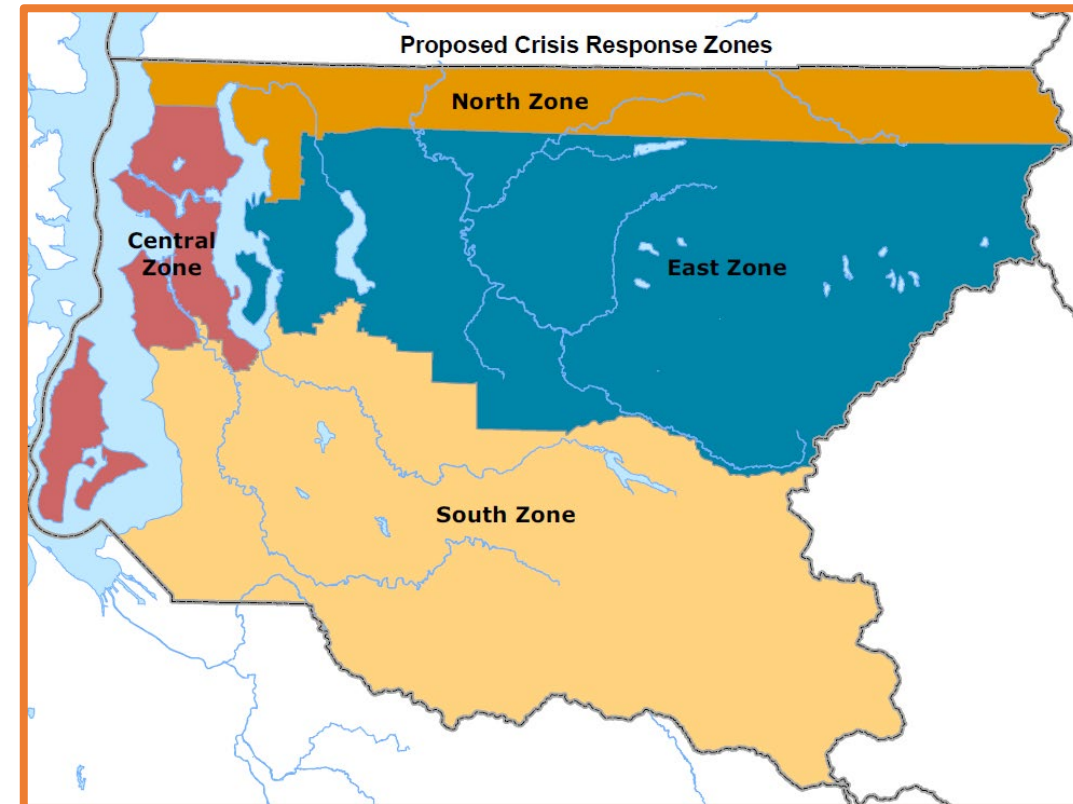 Proposed Crisis Response Zones
North Zone
Central
Zone
East Zone
South Zone